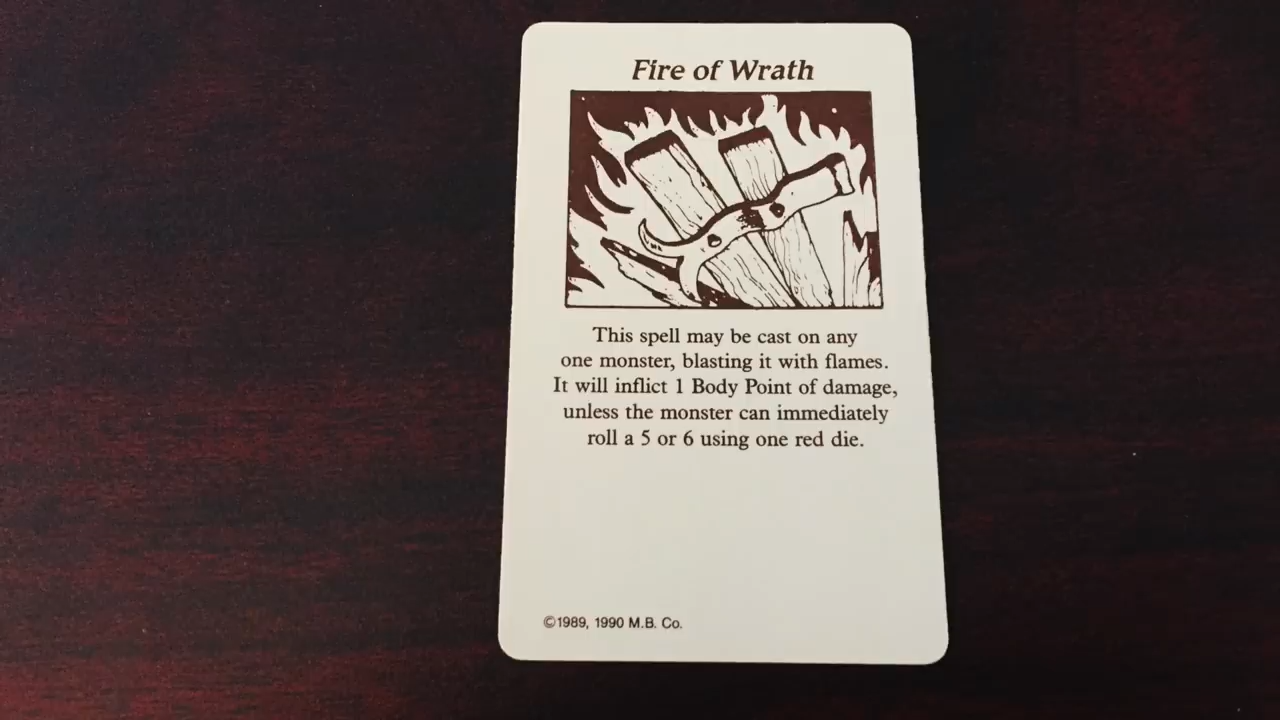 Fire of Wrath
This spell may be cast on any
one monster, blasting it with flames.
It will inflict 1 Body Point of damage,
unless the monster can immediately
roll a 5 or 6 using one red die.
©1989, 1990 M.B. Co.